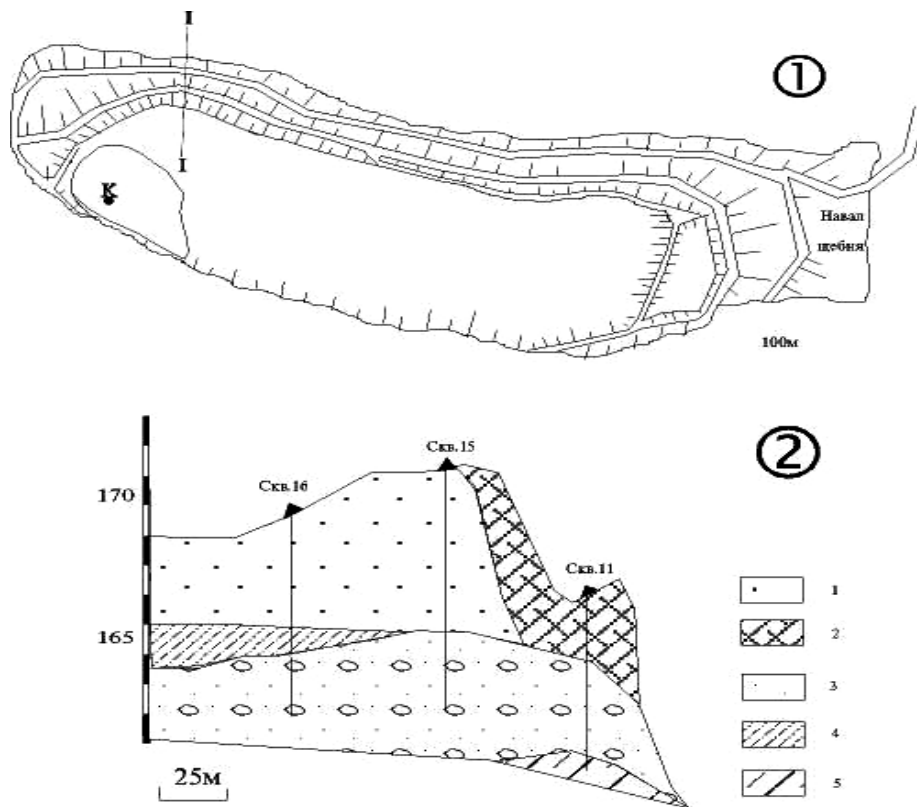 I
①
I
К
Навал
щебня
100м
②
Скв.15
170
Скв.16
Скв.11
1
165
2
3
4
25м
5